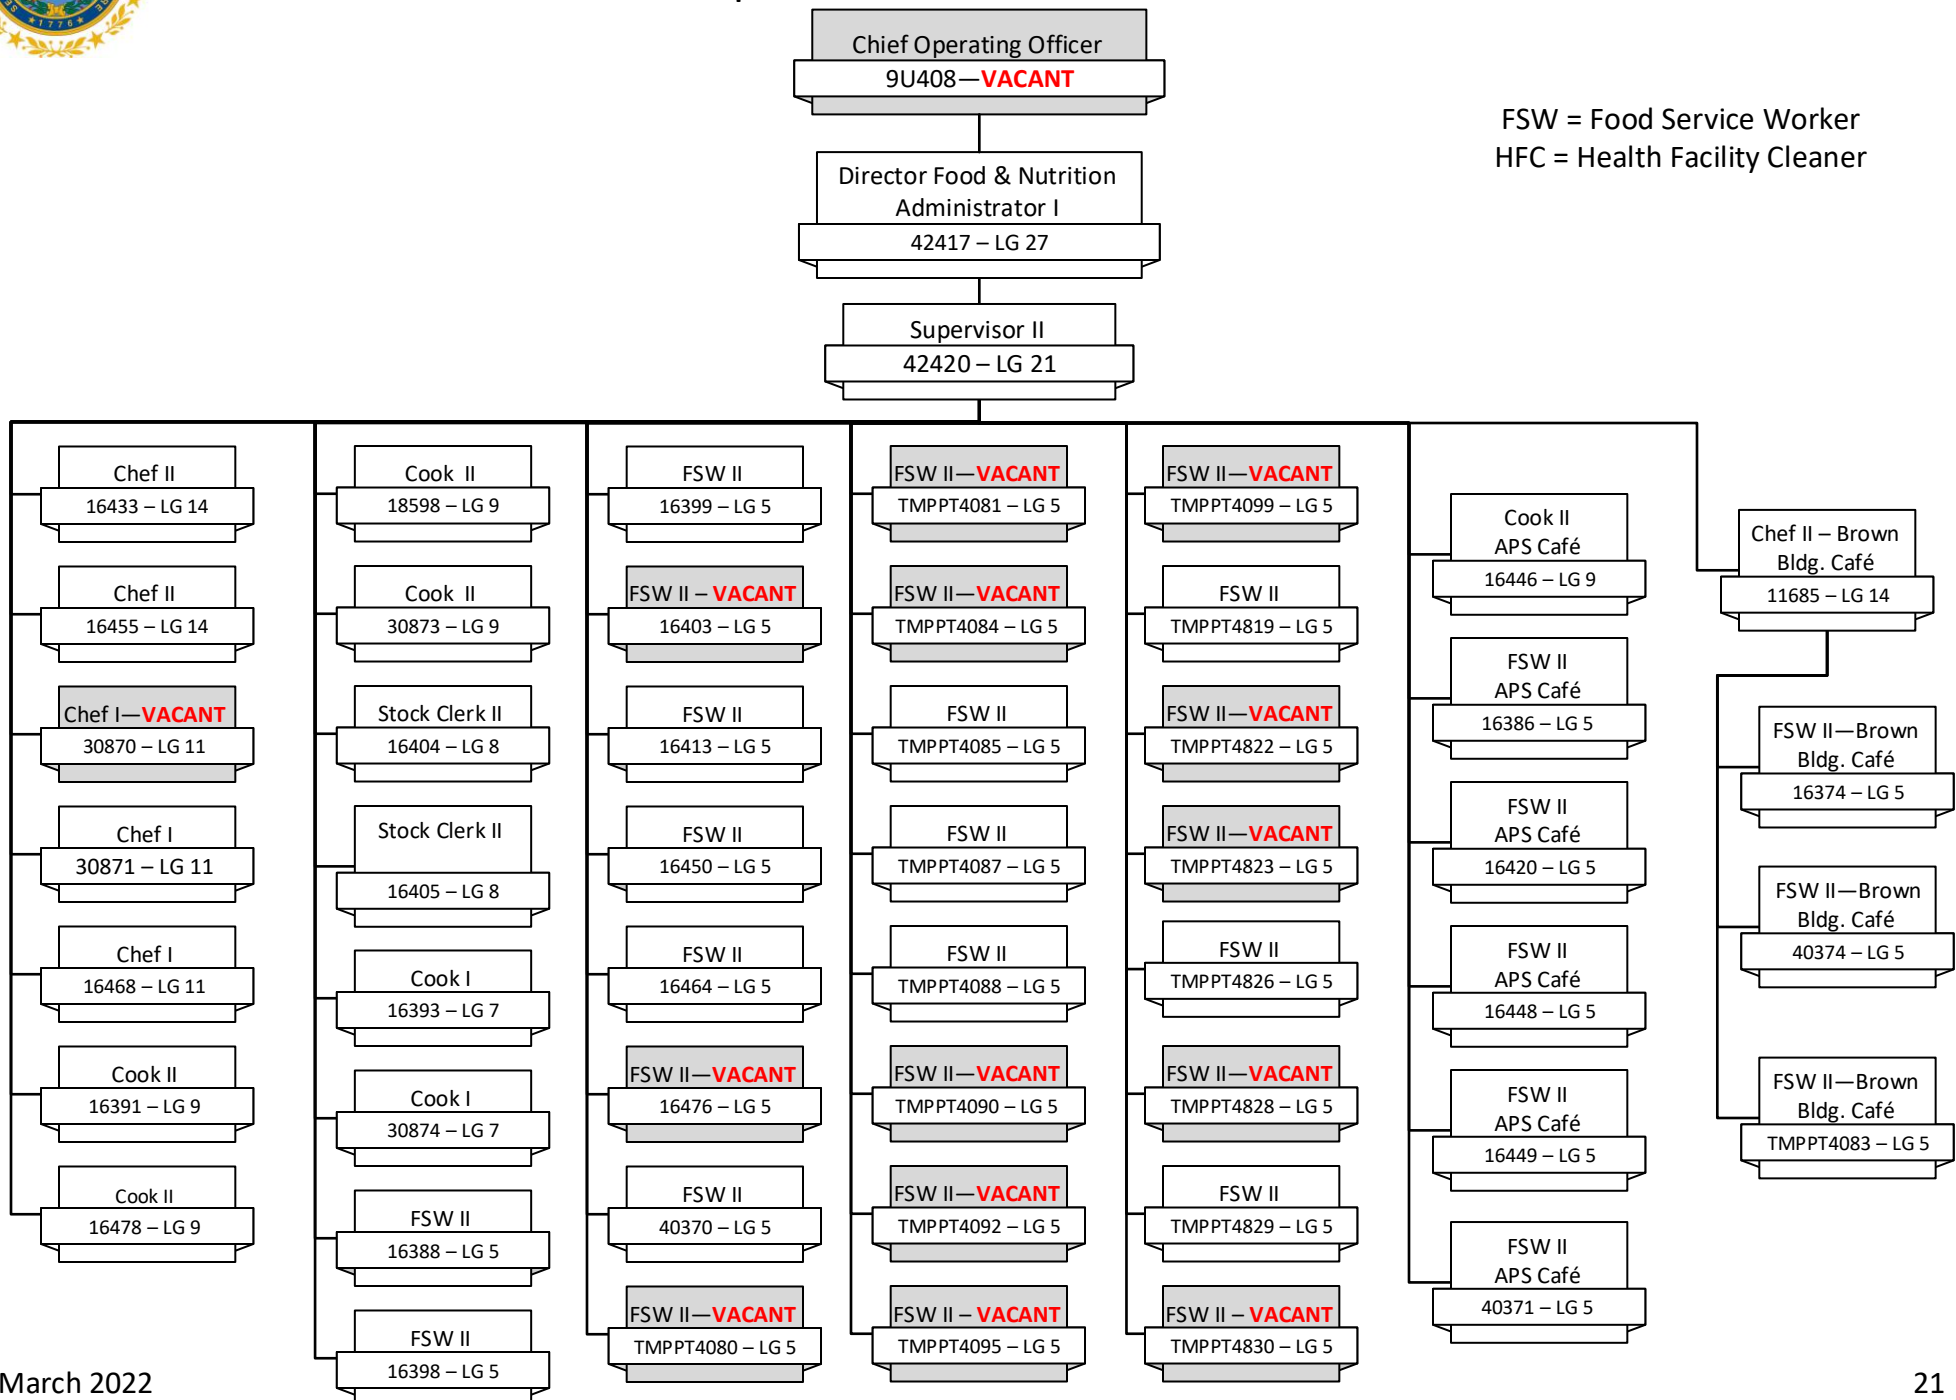 1776
Chief Operating Officer
9U408—VACANT
FSW = Food Service Worker
HFC = Health Facility Cleaner
Director Food & Nutrition
Administrator I
42417 – LG 27
Supervisor II
42420 – LG 21
Chef II
16433 – LG 14
Chef II
16455 – LG 14
Chef I—VACANT
30870 – LG 11
Chef I
30871 – LG 11
Chef I
16468 – LG 11
Cook II
16391 – LG 9
Cook II
16478 – LG 9
Cook II
18598 – LG 9
Cook II
30873 – LG 9
Stock Clerk II
16404 – LG 8
Stock Clerk II
16405 – LG 8
Cook I
16393 – LG 7
Cook I
30874 – LG 7
FSW II
16388 – LG 5
FSW II
16398 – LG 5
FSW II
16399 – LG 5
FSW II – VACANT
16403 – LG 5
FSW II
16413 – LG 5
FSW II
16450 – LG 5
FSW II
16464 – LG 5
FSW II—VACANT
16476 – LG 5
FSW II
40370 – LG 5
FSW II—VACANT
TMPPT4080 – LG 5
FSW II—VACANT
TMPPT4081 – LG 5
FSW II—VACANT
TMPPT4084 – LG 5
FSW II
TMPPT4085 – LG 5
FSW II
TMPPT4087 – LG 5
FSW II
TMPPT4088 – LG 5
FSW II—VACANT
TMPPT4090 – LG 5
FSW II—VACANT
TMPPT4092 – LG 5
FSW II – VACANT
TMPPT4095 – LG 5
FSW II—VACANT
TMPPT4099 – LG 5
FSW II
TMPPT4819 – LG 5
FSW II—VACANT
TMPPT4822 – LG 5
FSW II—VACANT
TMPPT4823 – LG 5
FSW II
TMPPT4826 – LG 5
FSW II—VACANT
TMPPT4828 – LG 5
FSW II
TMPPT4829 – LG 5
FSW II – VACANT
TMPPT4830 – LG 5
Cook II
APS Café
16446 – LG 9
FSW II
APS Café
16386 – LG 5
FSW II
APS Café
16420 – LG 5
FSW II
APS Café
16448 – LG 5
FSW II
APS Café
16449 – LG 5
FSW II
APS Café
40371 – LG 5
Chef II – Brown
Bldg. Café
11685 – LG 14
FSW II—Brown
Bldg. Café
16374 – LG 5
FSW II—Brown
Bldg. Café
40374 – LG 5
FSW II—Brown
Bldg. Café
TMPPT4083 – LG 5
March 2022
21